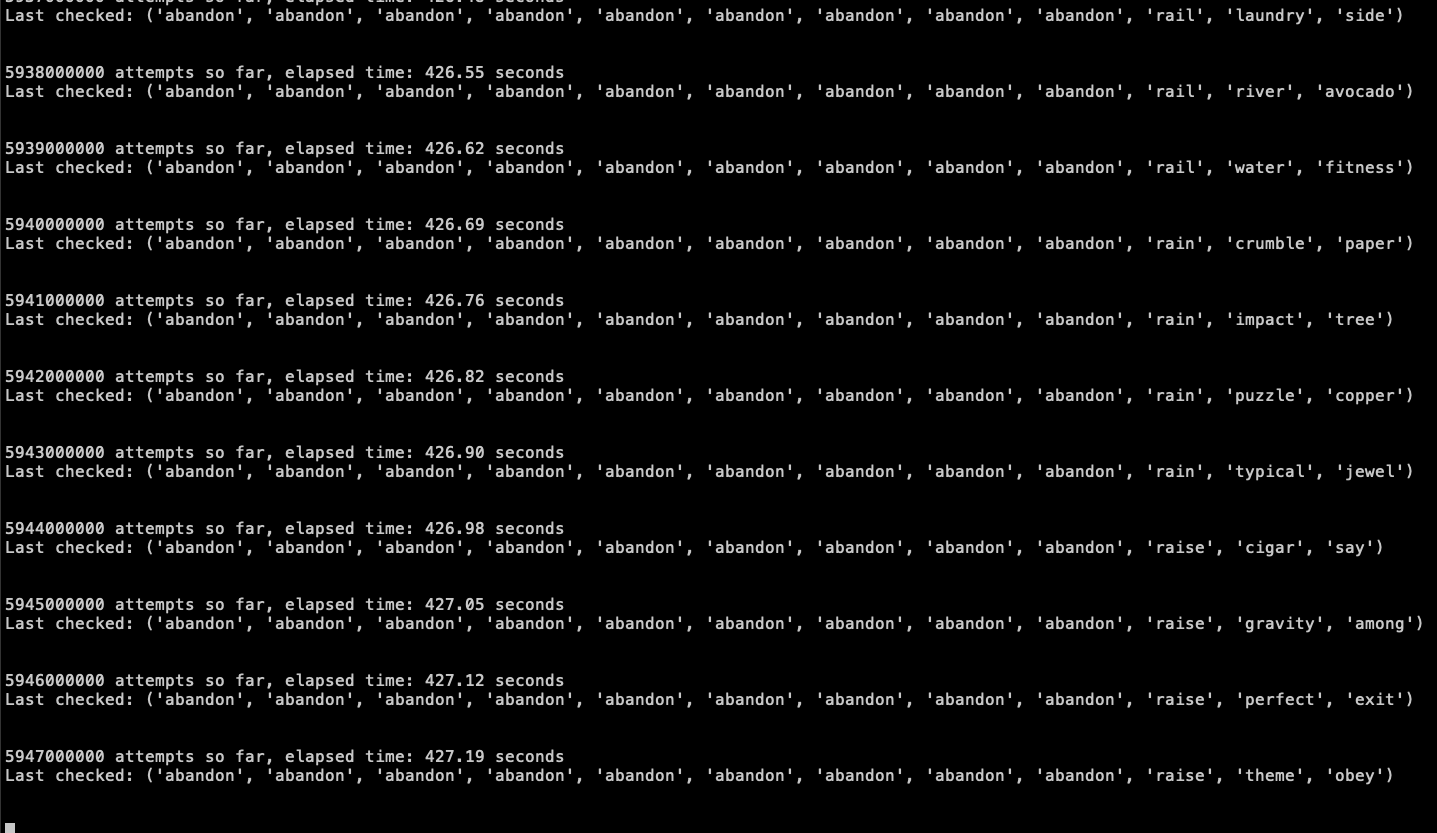 Last checked: ('abandon', 'abandon', 'abandon', 'abandon', 'abandon', 'abandon', 'abandon', 'abandon', 'abandon', 'rail', 'laundry', 'side')
5938000000 attempts so far, elapsed time: 426.55 seconds
Last checked: ('abandon', 'abandon', 'abandon', 'abandon', 'abandon', 'abandon', 'abandon', 'abandon', 'abandon', 'rail', 'river', 'avocado')
5939000000 attempts so far, elapsed time: 426.62 seconds
Last checked: ('abandon', 'abandon', 'abandon', 'abandon', 'abandon', 'abandon', 'abandon', 'abandon', 'abandon', 'rail', 'water', 'fitness')
5940000000 attempts so far, elapsed time: 426.69 seconds
Last checked: ('abandon', 'abandon', 'abandon', 'abandon', 'abandon', 'abandon', 'abandon', 'abandon', 'abandon', 'rain', 'crumble', 'paper')
5941000000 attempts so far, elapsed time: 426.76 seconds
Last checked: ('abandon', 'abandon', 'abandon', 'abandon', 'abandon', 'abandon', 'abandon', 'abandon', 'abandon', 'rain', 'impact', 'tree')
5942000000 attempts so far, elapsed time: 426.82 seconds
Last checked: ('abandon', 'abandon', 'abandon', 'abandon', 'abandon', 'abandon', 'abandon', 'abandon', 'abandon', 'rain', 'puzzle', 'copper')
5943000000 attempts so far, elapsed time: 426.90 seconds
Last checked: ('abandon', 'abandon', 'abandon', 'abandon', 'abandon', 'abandon', 'abandon', 'abandon', 'abandon', 'rain', 'typical', 'jewel')
5944000000 attempts so far, elapsed time: 426.98 seconds
Last checked: ('abandon', 'abandon', 'abandon', 'abandon', 'abandon', 'abandon', 'abandon', 'abandon', 'abandon', 'raise', 'cigar', 'say')
5945000000 attempts so far, elapsed time: 427.05 seconds
Last checked: ('abandon', 'abandon', 'abandon', 'abandon', 'abandon', 'abandon', 'abandon', 'abandon', 'abandon', 'raise', 'gravity', 'among')
5946000000 attempts so far, elapsed time: 427.12 seconds
Last checked: ('abandon', 'abandon', 'abandon', 'abandon', 'abandon', 'abandon', 'abandon', 'abandon', 'abandon', 'raise', 'perfect', 'exit')
5947000000 attempts so far, elapsed time: 427.19 seconds
Last checked: ('abandon', 'abandon', 'abandon', 'abandon', 'abandon', 'abandon', 'abandon', 'abandon', 'abandon', 'raise', 'theme', 'obey')